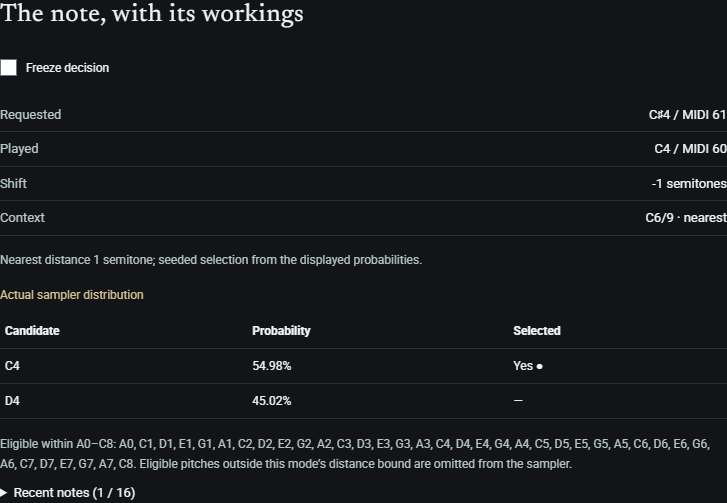 The note, with its workings
Freeze decision
Requested C♯4 / MIDI 61
Played C4 / MIDI 60
Shift -1 semitones
Context C6/9 · nearest
Nearest distance 1 semitone; seeded selection from the displayed probabilities.
Actual sampler distribution
Candidate Probability Selected
C4 54.98% Yes ●
D4 45.02% —
Eligible within A0–C8: A0, C1, D1, E1, G1, A1, C2, D2, E2, G2, A2, C3, D3, E3, G3, A3, C4, D4, E4, G4, A4, C5, D5, E5, G5, A5, C6, D6, E6, G6,
A6, C7, D7, E7, G7, A7, C8. Eligible pitches outside this mode’s distance bound are omitted from the sampler.
▶ Recent notes (1 / 16)